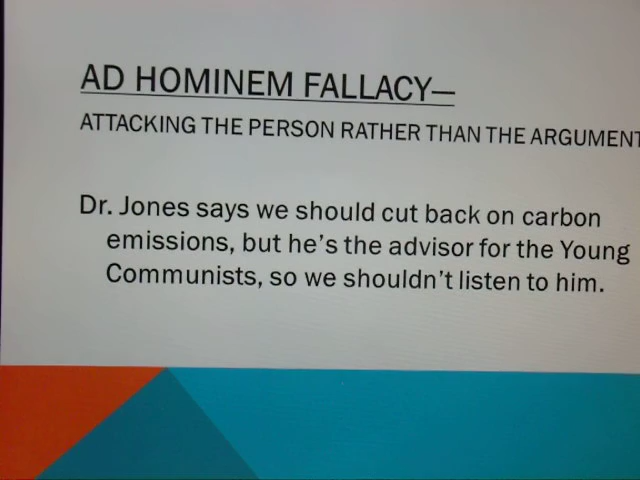 AD HOMINEM FALLACY—
ATTACKING THE PERSON RATHER THAN THE ARGUMENT
Dr. Jones says we should cut back on carbon
emissions, but he's the advisor for the Young
Communists, so we shouldn't listen to him.